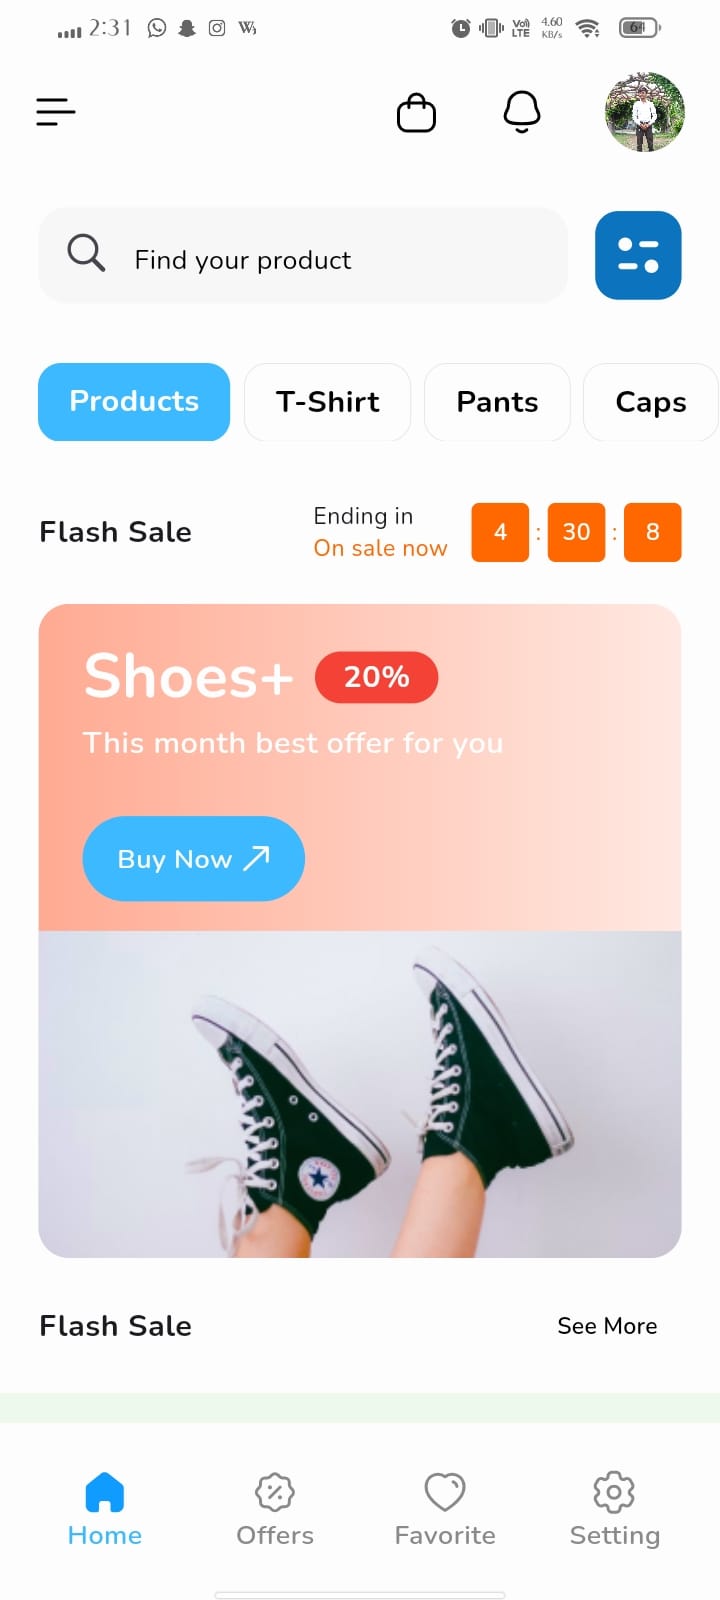 2:31
Vo)
LTE
4.60
KB/s
64
Find your product
Products
T-Shirt
Pants
Caps
Flash Sale
Ending in
On sale now
4 : 30 : 8
Shoes+
20%
This month best offer for you
Buy Now
Flash Sale
See More
Home
Offers
Favorite
Setting